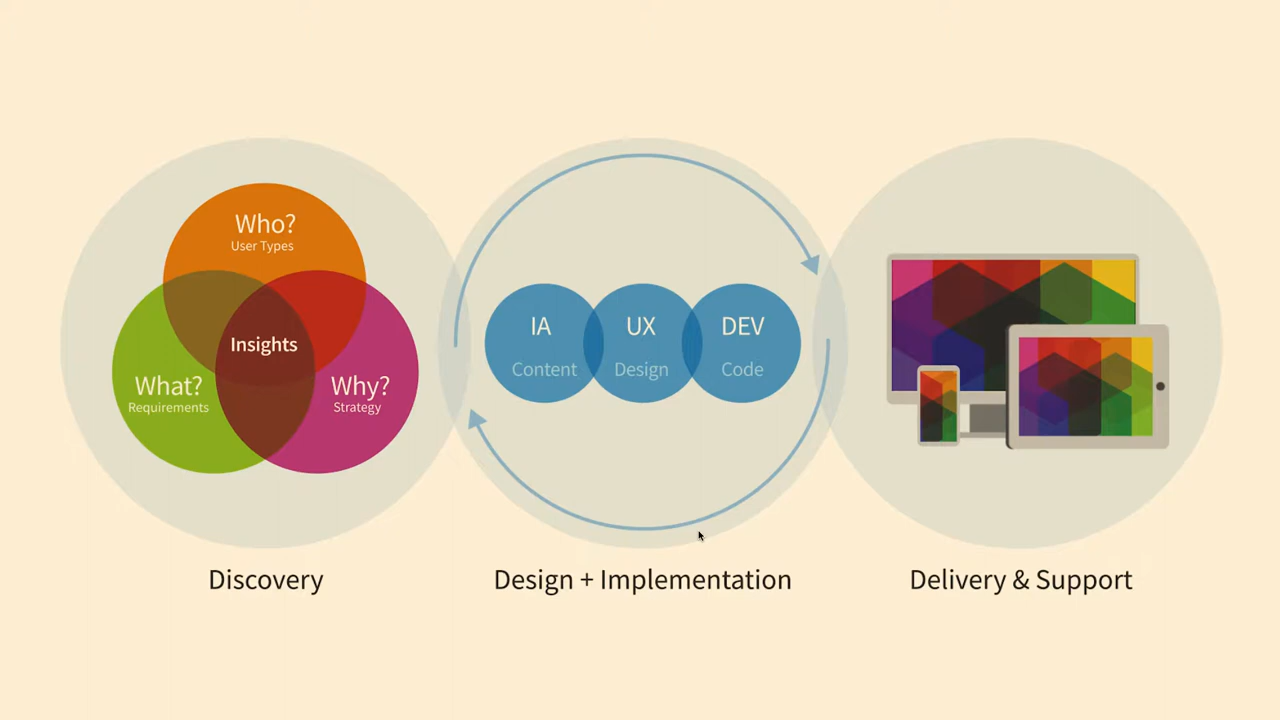 Who?
User Types
Insights
What?
Requirements
Why?
Strategy
Discovery
IA
Content
UX
Design
DEV
Code
Design + Implementation
Delivery & Support